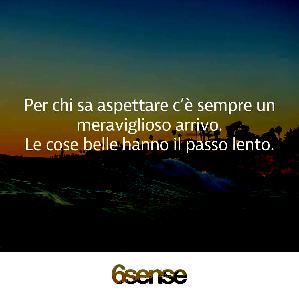 Per chi sa aspettare c'è sempre un
meraviglioso arrivo.
Le cose belle hanno il passo lento.
6sense